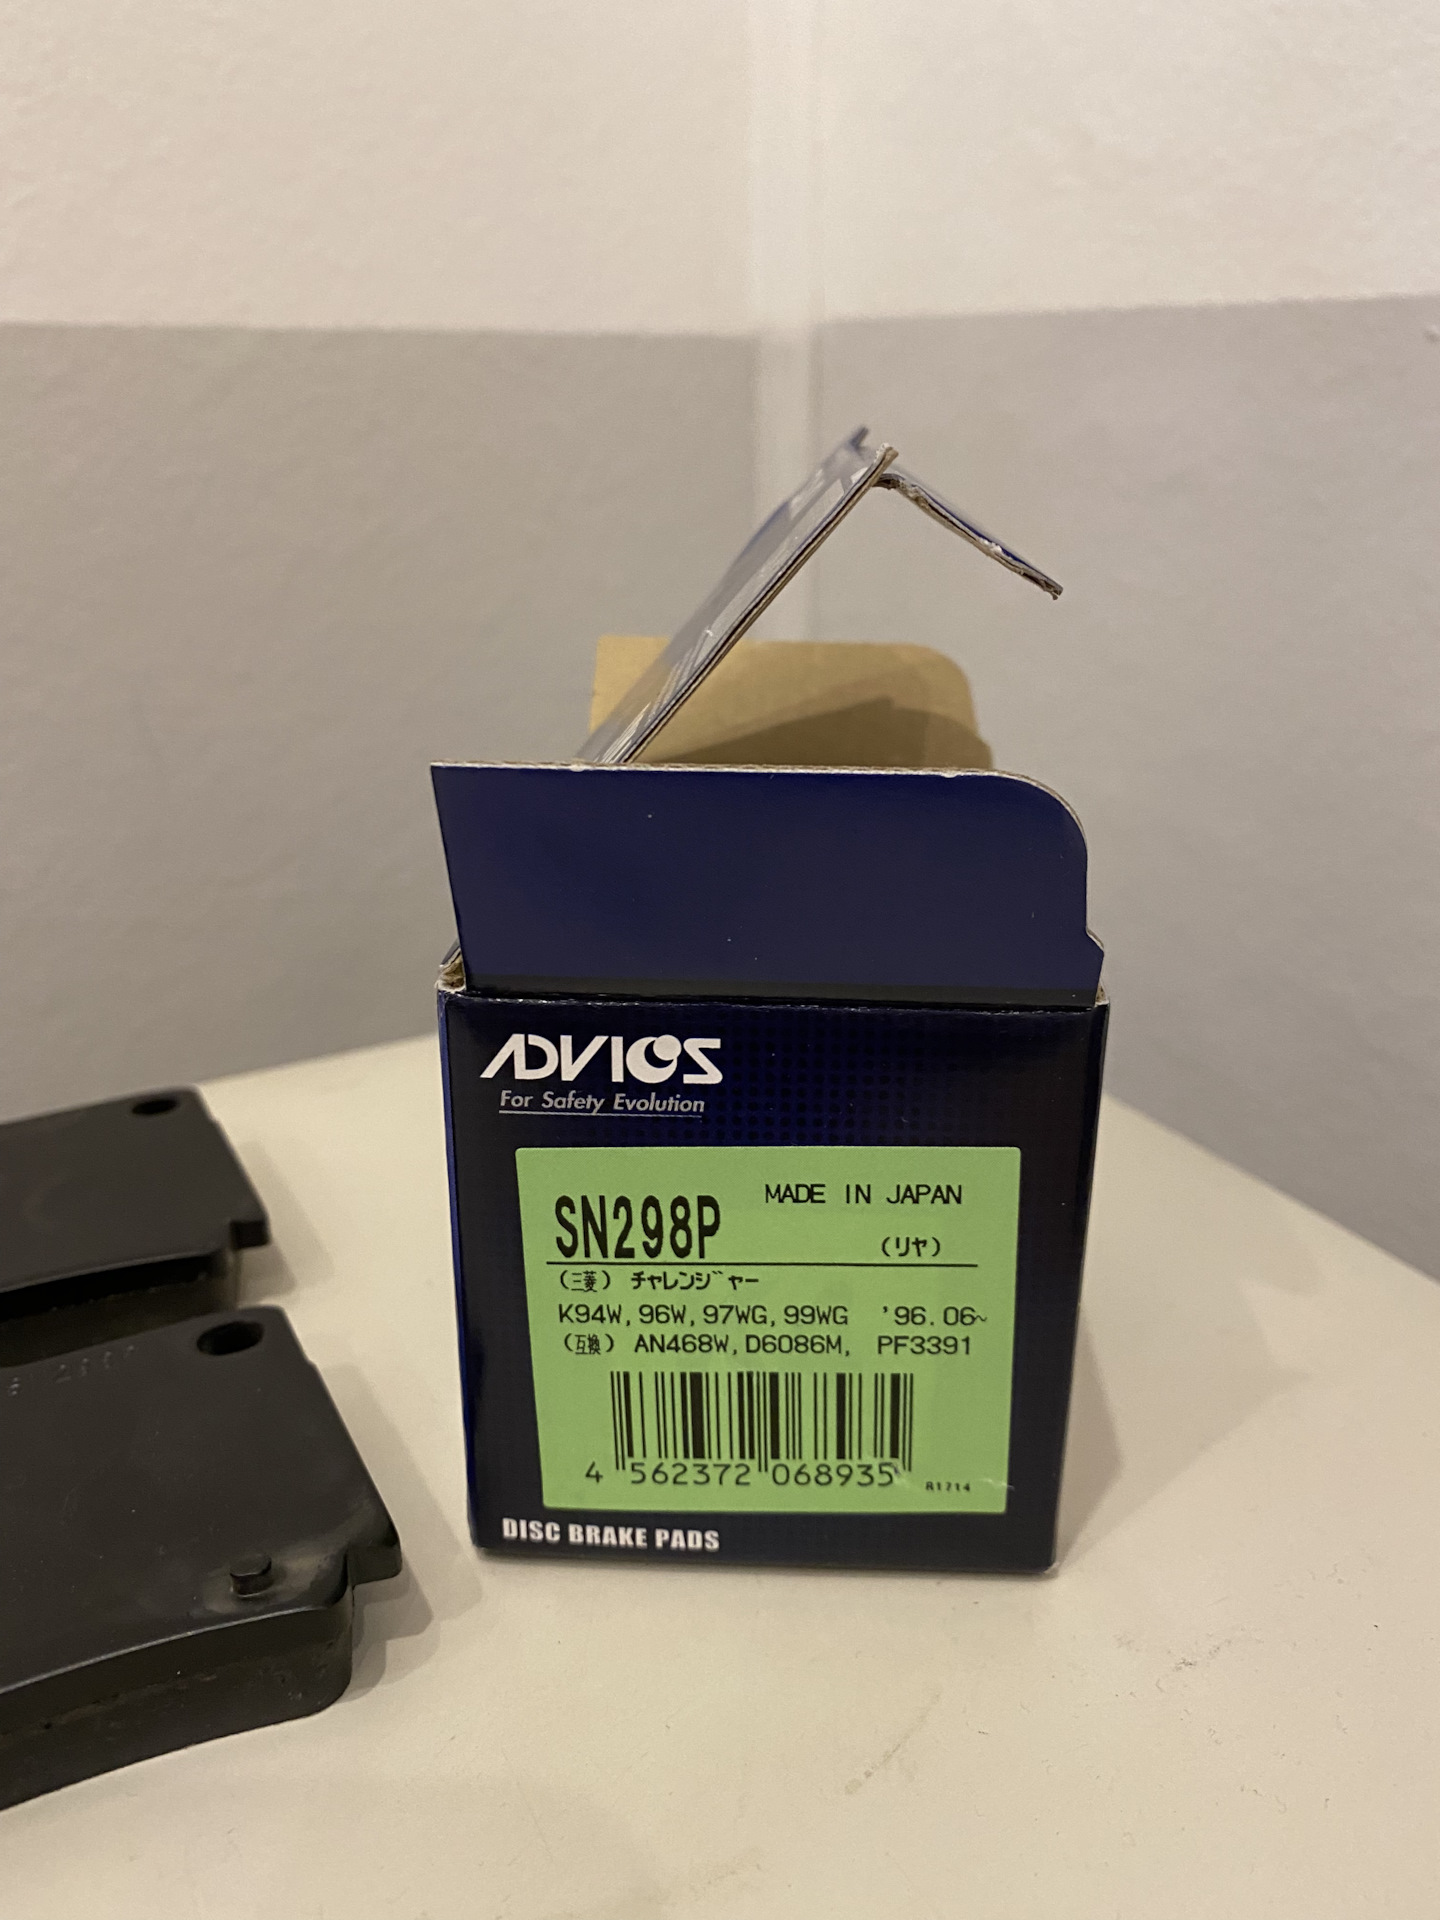 ADVICS
For Safety Evolution
MADE IN JAPAN
SN298P
(リヤ)
(三菱) チャレンジャー
K94W, 96W, 97WG, 99WG '96.06~
(互換) AN468W, D6086M, PF3391
4 562372 068935
R1714
DISC BRAKE PADS